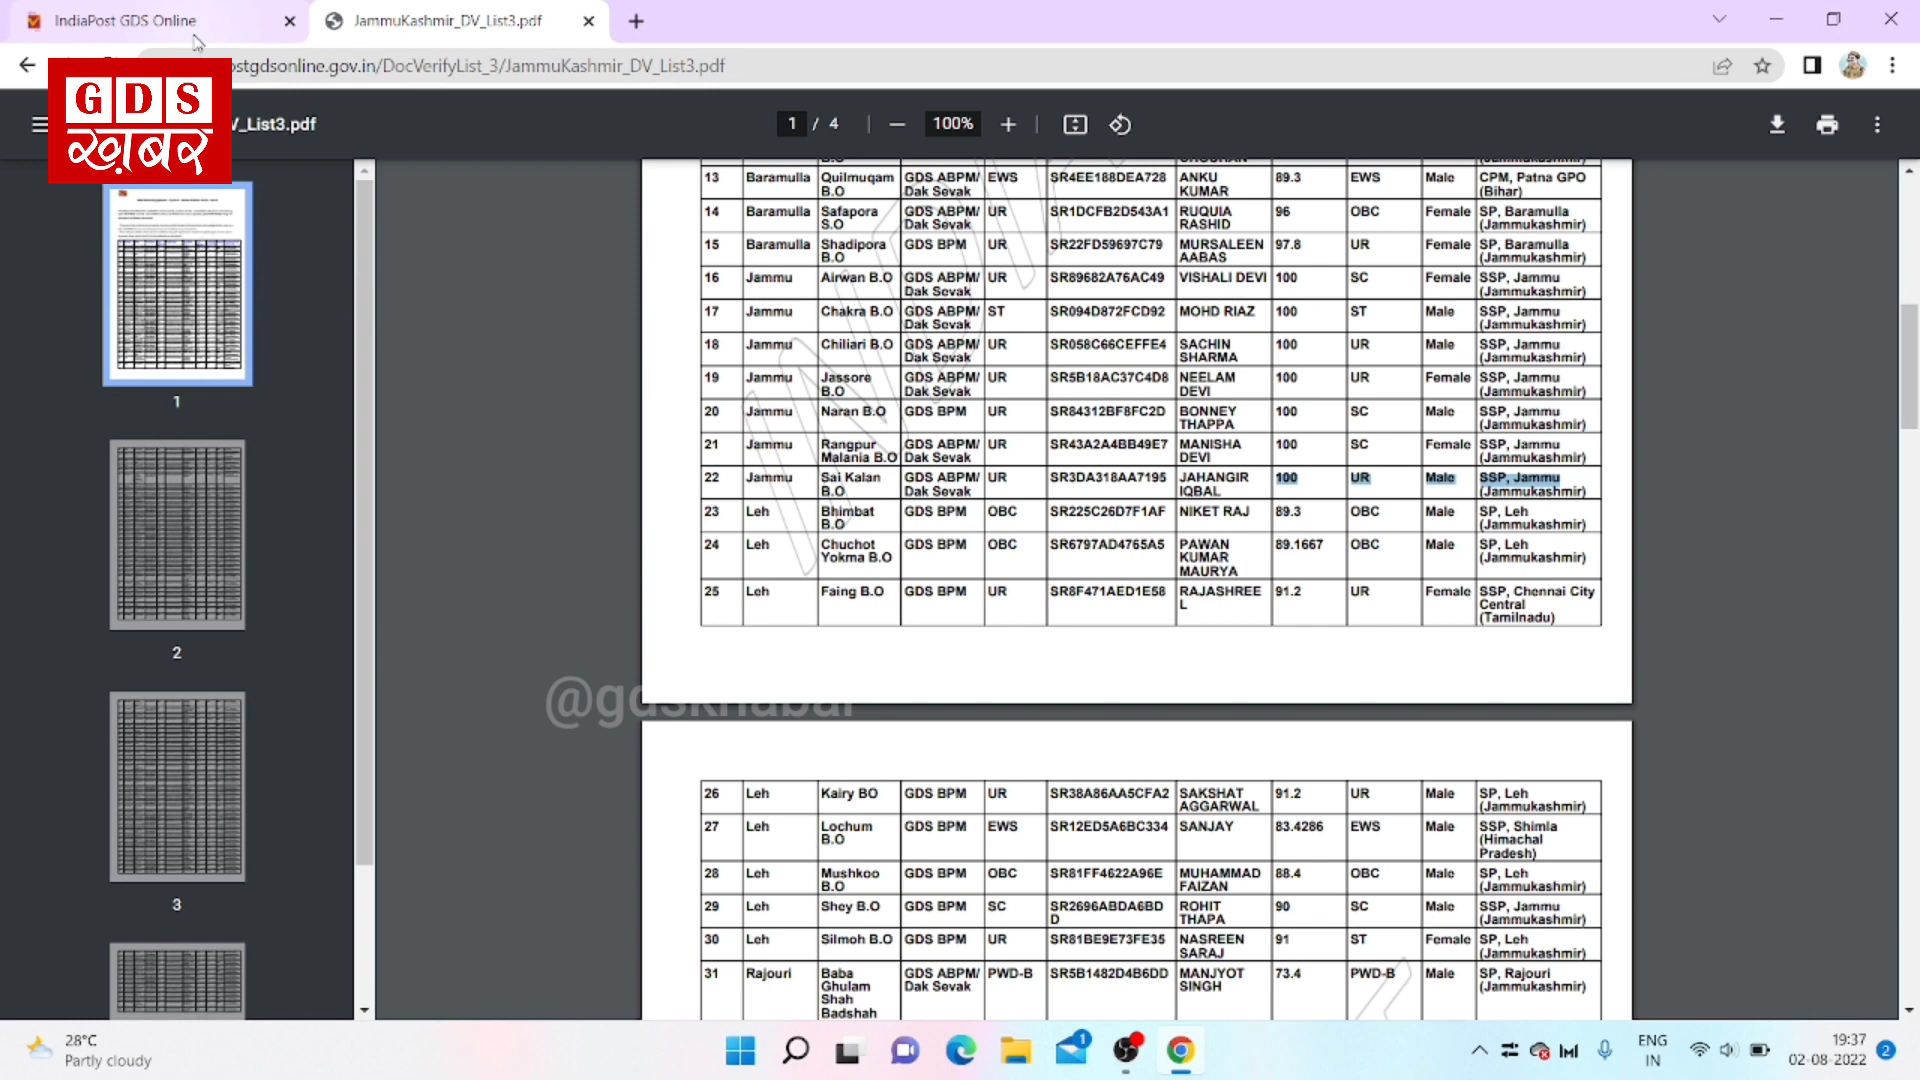 IndiaPost GDS Online
JammuKashmir_DV_List3.pdf
stgdsonline.gov.in/DocVerifyList_3/JammuKashmir_DV_List3.pdf
GDS
ख़बर
V_List3.pdf
1 / 4
100%
13 Baramulla Quilmuqam B.O GDS ABPM/ Dak Sevak EWS SR4EE188DEA728 ANKU KUMAR 89.3 EWS Male CPM, Patna GPO (Bihar)
14 Baramulla Safapora S.O GDS ABPM/ Dak Sevak UR SR1DCFB2D543A1 RUQUIA RASHID 96 OBC Female SP, Baramulla (Jammukashmir)
15 Baramulla Shadipora B.O GDS BPM UR SR22FD59697C79 MURSALEEN AABAS 97.8 UR Female SP, Baramulla (Jammukashmir)
16 Jammu Airwan B.O GDS ABPM/ Dak Sevak UR SR89682A76AC49 VISHALI DEVI 100 SC Female SSP, Jammu (Jammukashmir)
17 Jammu Chakra B.O GDS ABPM/ Dak Sevak ST SR094D872FCD92 MOHD RIAZ 100 ST Male SSP, Jammu (Jammukashmir)
18 Jammu Chiliari B.O GDS ABPM/ Dak Sevak UR SR058C66CEFFE4 SACHIN SHARMA 100 UR Male SSP, Jammu (Jammukashmir)
19 Jammu Jassore B.O GDS ABPM/ Dak Sevak UR SR5B18AC37C4D8 NEELAM DEVI 100 UR Female SSP, Jammu (Jammukashmir)
20 Jammu Naran B.O GDS BPM UR SR84312BF8FC2D BONNEY THAPPA 100 SC Male SSP, Jammu (Jammukashmir)
21 Jammu Rangpur Malania B.O GDS ABPM/ Dak Sevak UR SR43A2A4BB49E7 MANISHA DEVI 100 SC Female SSP, Jammu (Jammukashmir)
22 Jammu Sai Kalan B.O GDS ABPM/ Dak Sevak UR SR3DA318AA7195 JAHANGIR IQBAL 100 UR Male SSP, Jammu (Jammukashmir)
23 Leh Bhimbat B.O GDS BPM OBC SR225C26D7F1AF NIKET RAJ 89.3 OBC Male SP, Leh (Jammukashmir)
24 Leh Chuchot Yokma B.O GDS BPM OBC SR6797AD4765A5 PAWAN KUMAR MAURYA 89.1667 OBC Male SP, Leh (Jammukashmir)
25 Leh Faing B.O GDS BPM UR SR8F471AED1E58 RAJASHREE L 91.2 UR Female SSP, Chennai City Central (Tamilnadu)
@gdskhabar
26 Leh Kairy BO GDS BPM UR SR38A86AA5CFA2 SAKSHAT AGGARWAL 91.2 UR Male SP, Leh (Jammukashmir)
27 Leh Lochum B.O GDS BPM EWS SR12ED5A6BC334 SANJAY 83.4286 EWS Male SSP, Shimla (Himachal Pradesh)
28 Leh Mushkoo B.O GDS BPM OBC SR81FF4622A96E MUHAMMAD FAIZAN 88.4 OBC Male SP, Leh (Jammukashmir)
29 Leh Shey B.O GDS BPM SC SR2696ABDA6BD D ROHIT THAPA 90 SC Male SSP, Jammu (Jammukashmir)
30 Leh Silmoh B.O GDS BPM UR SR81BE9E73FE35 NASREEN SARAJ 91 ST Female SP, Leh (Jammukashmir)
31 Rajouri Baba Ghulam Shah Badshah GDS ABPM/ Dak Sevak PWD-B SR5B1482D4B6DD MANJYOT SINGH 73.4 PWD-B Male SP, Rajouri (Jammukashmir)
1
2
3
28°C
Partly cloudy
1
ENG
IN
19:37
02-08-2022
2